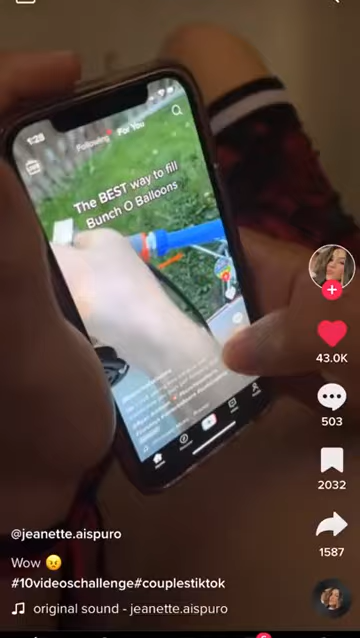 1:28
Following
For You
The BEST way to fill
Bunch O Balloons
43.0K
503
2032
1587
@jeanette.aispuro
Wow 😠
#10videoschallenge#couplestiktok
original sound - jeanette.aispuro